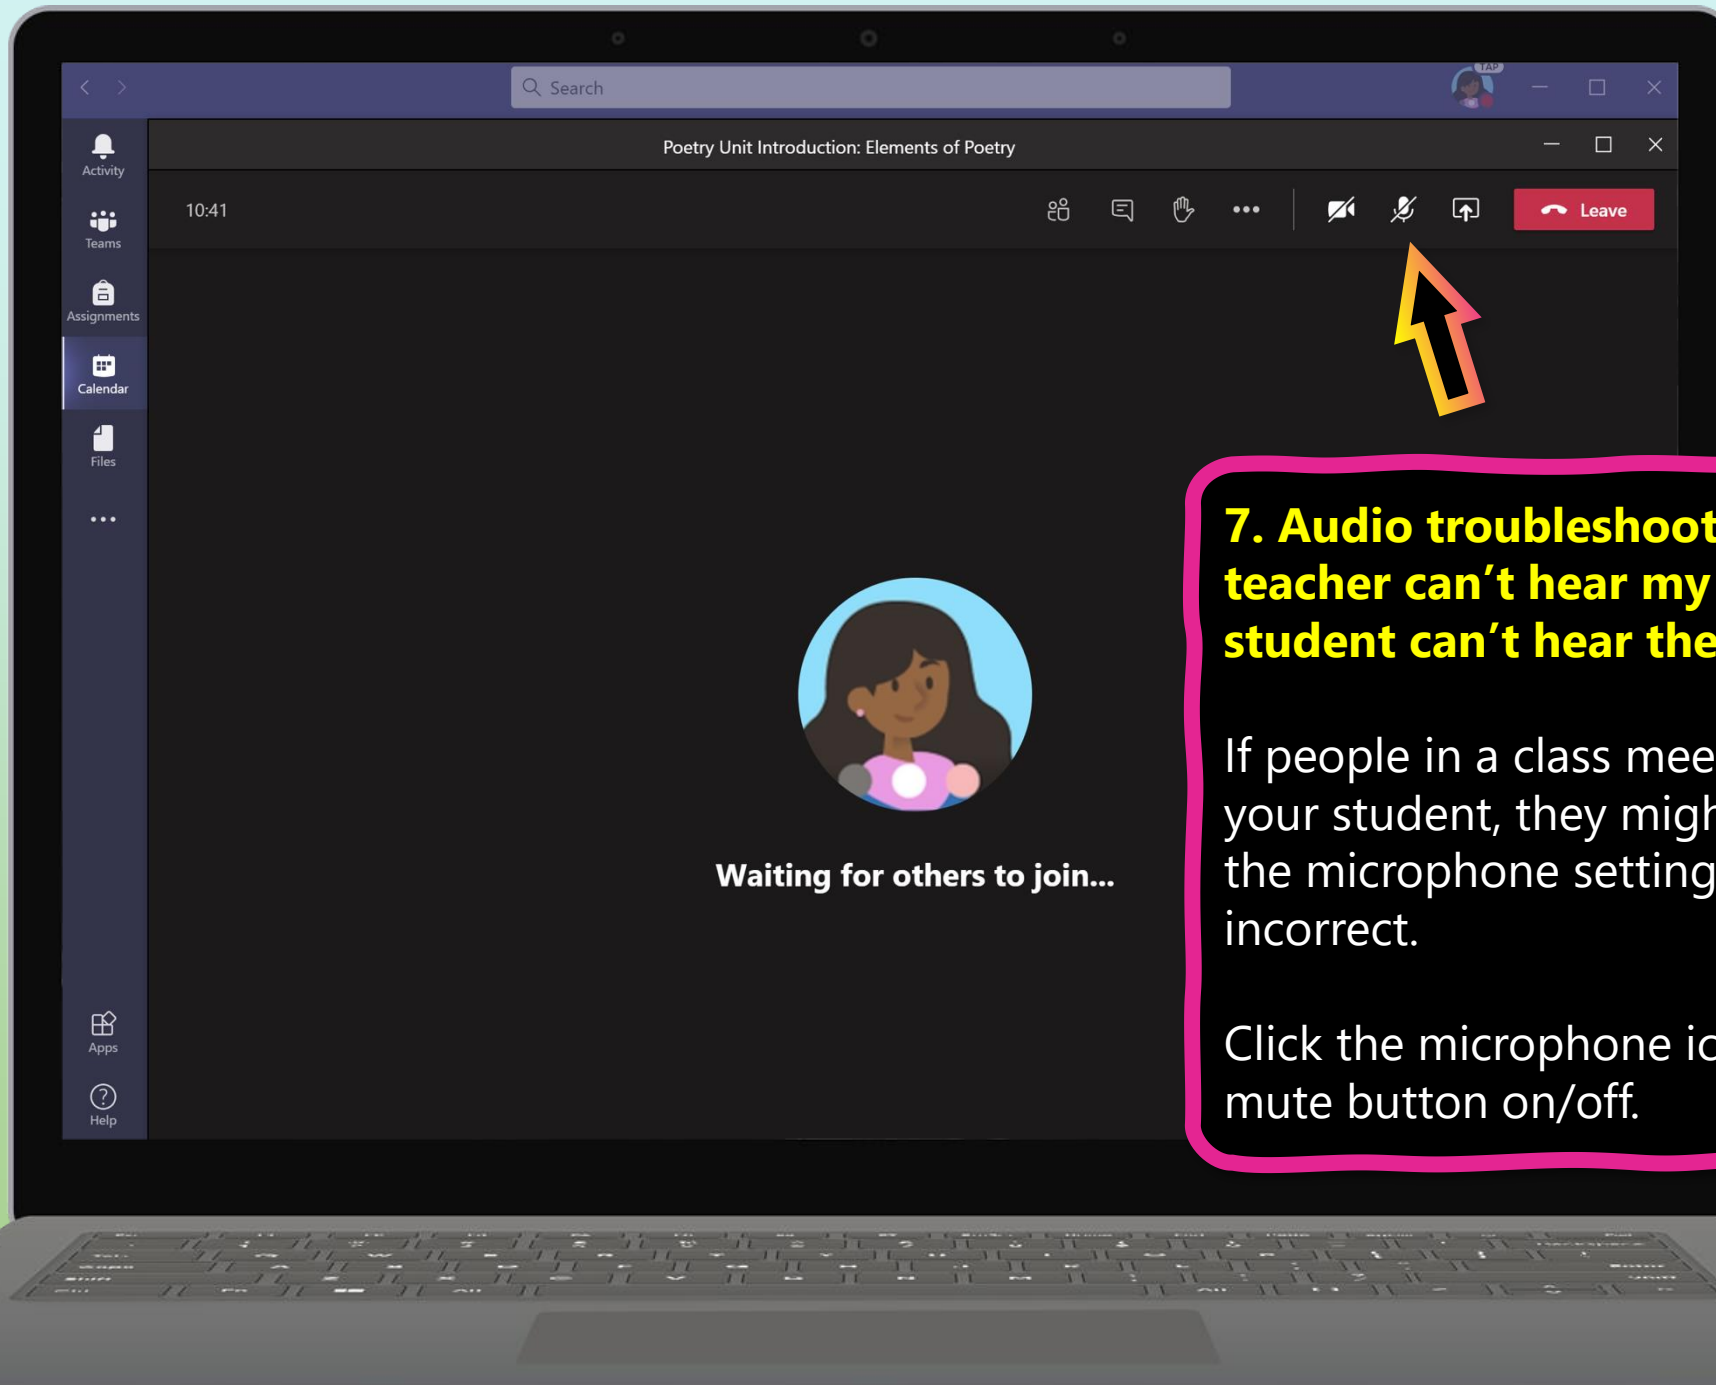 Search
TAP
Activity
Poetry Unit Introduction: Elements of Poetry
10:41
Leave
Teams
Assignments
Calendar
Files
7. Audio troubleshoot
teacher can’t hear my
student can’t hear the
If people in a class mee
your student, they migh
the microphone setting
incorrect.
Click the microphone ic
mute button on/off.
Waiting for others to join...
Apps
Help